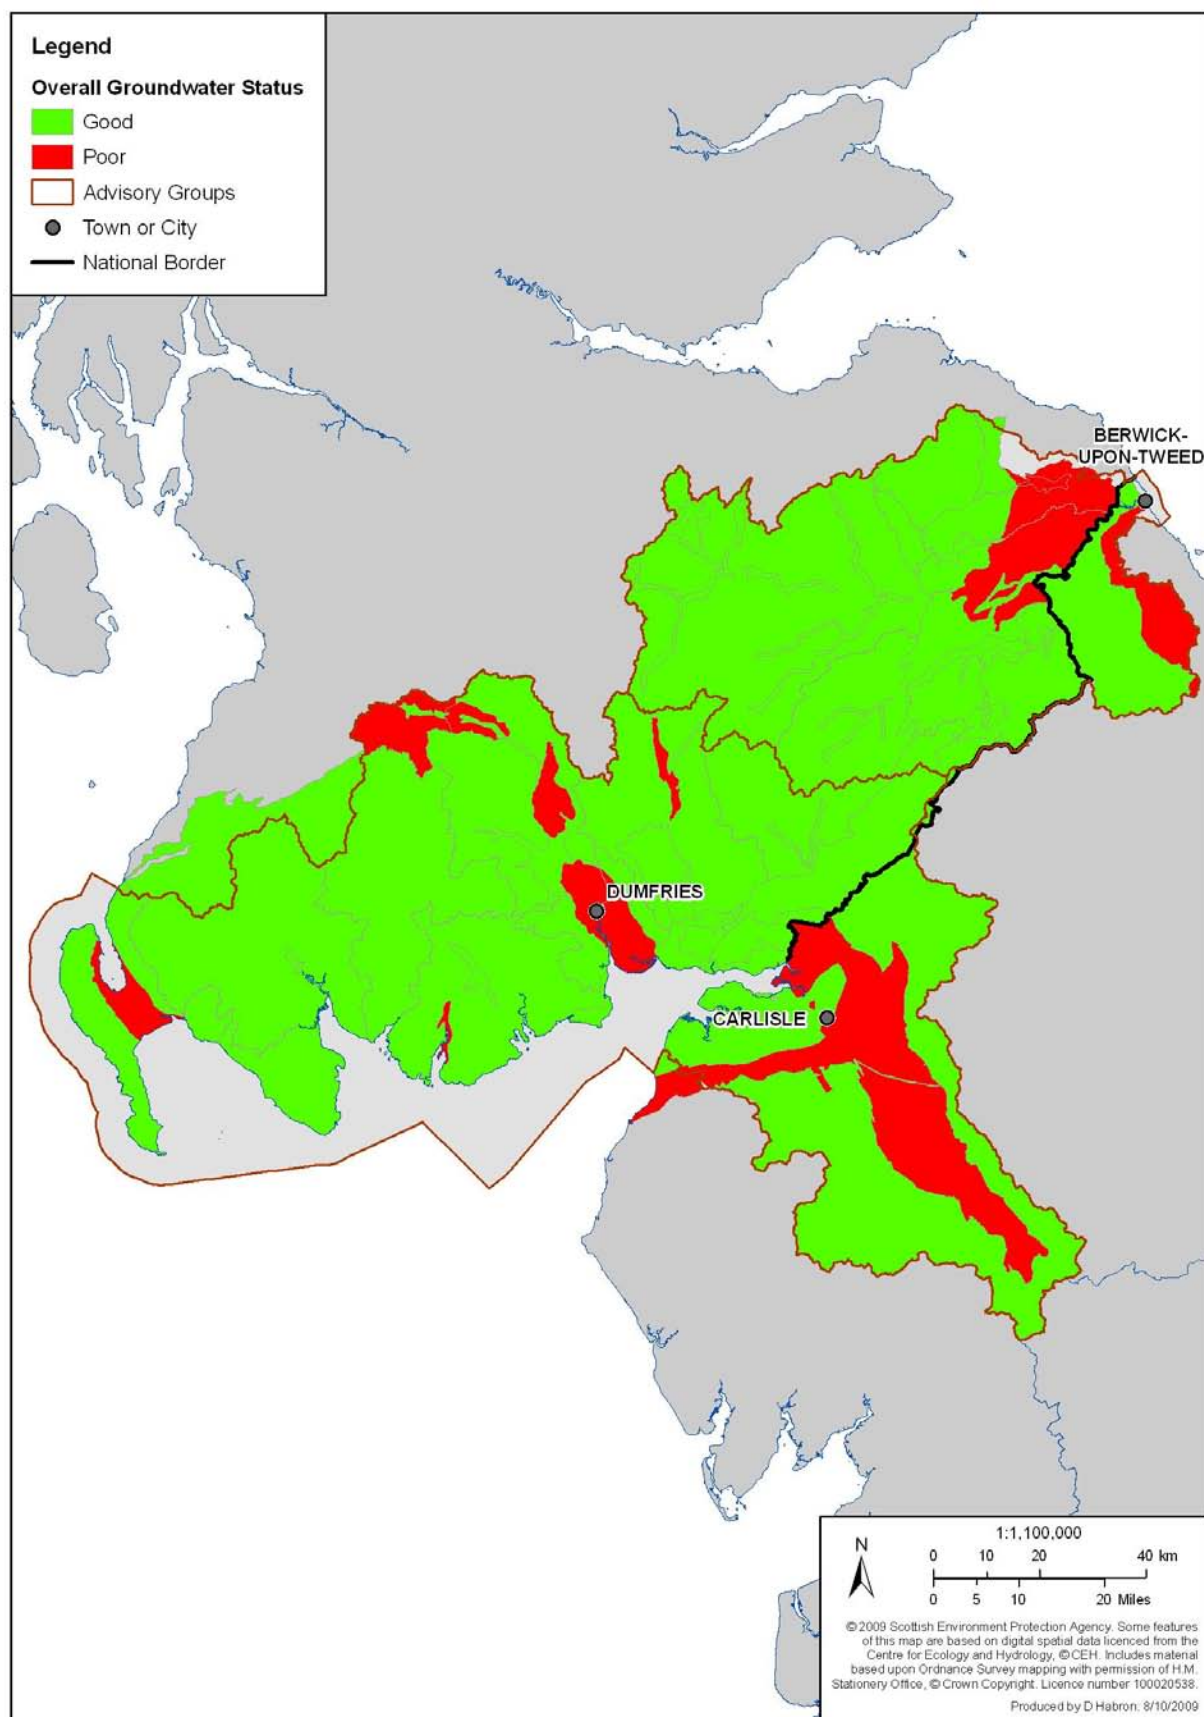 Legend
Overall Groundwater Status
Good
Poor
Advisory Groups
Town or City
National Border
BERWICK-
UPON-TWEED
DUMFRIES
CARLISLE
1:1,100,000
N
0 10 20 40 km
0 5 10 20 Miles
© 2009 Scottish Environment Protection Agency. Some features
of this map are based on digital spatial data licenced from the
Centre for Ecology and Hydrology, © CEH. Includes material
based upon Ordnance Survey mapping with permission of H.M.
Stationery Office, © Crown Copyright. Licence number 100020538.
Produced by D Habron: 8/10/2009